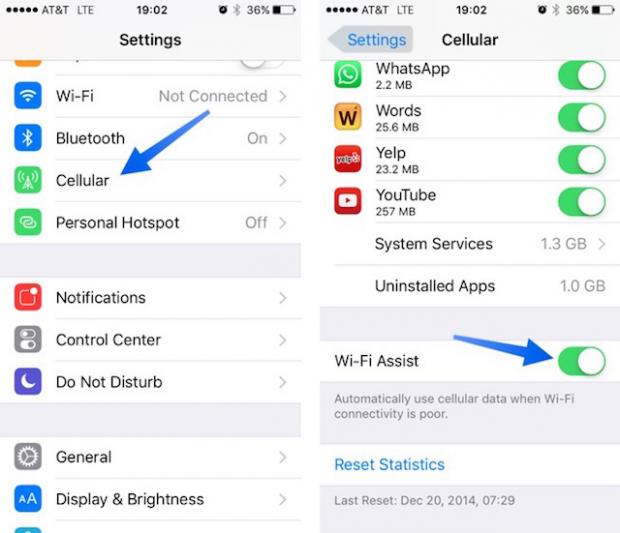 AT&T LTE 19:02 36%
Settings
Wi-Fi Not Connected
Bluetooth On
Cellular
Personal Hotspot Off
Notifications
Control Center
Do Not Disturb
General
AA Display & Brightness
AT&T LTE 19:02 36%
Settings Cellular
WhatsApp
2.2 MB
W Words
25.6 MB
yelp Yelp
23.2 MB
YouTube
257 MB
System Services 1.3 GB
Uninstalled Apps 1.0 GB
Wi-Fi Assist
Automatically use cellular data when Wi-Fi
connectivity is poor.
Reset Statistics
Last Reset: Dec 20, 2014, 07:29